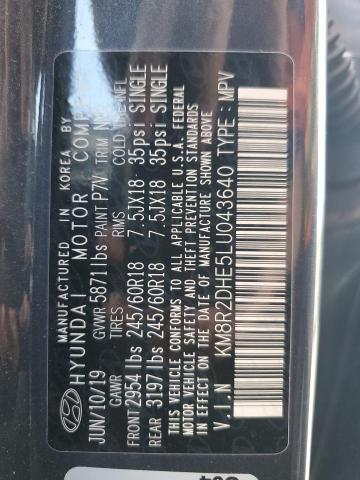 MANUFACTURED IN KOREA BY
HYUNDAI MOTOR COMP
JUN/10/19 GVWR 5871 lbs PAINT P7V TRIM
GAWR TIRES RMS COLD
FRONT 2954 lbs 245/60R18 7.5JX18 35psi SINGLE
REAR 3197 lbs 245/60R18 7.5JX18 35psi SINGLE
THIS VEHICLE CONFORMS TO ALL APPLICABLE U.S.A. FEDERAL
MOTOR VEHICLE SAFETY AND THEFT PREVENTION STANDARDS
IN EFFECT ON THE DATE OF MANUFACTURE SHOWN ABOVE
V.I.N KM8R2DHE5LU043640 TYPE : MPV